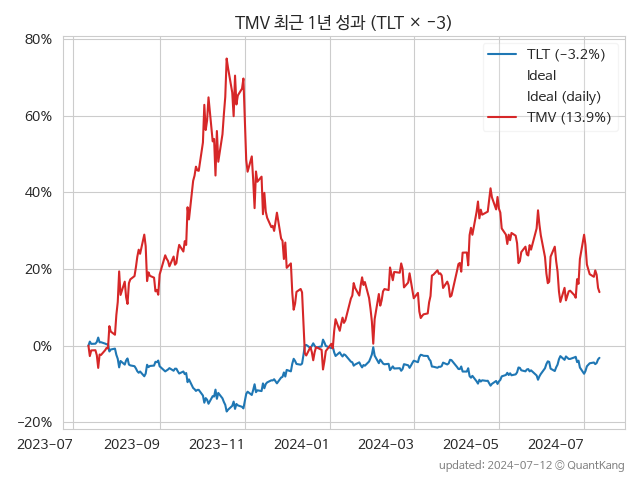 TMV 최근 1년 성과 (TLT × −3)
80%
60%
40%
20%
0%
−20%
TLT (−3.2%)
Ideal
Ideal (daily)
TMV (13.9%)
2023−07 2023−09 2023−11 2024−01 2024−03 2024−05 2024−07
updated: 2024-07-12 © QuantKang